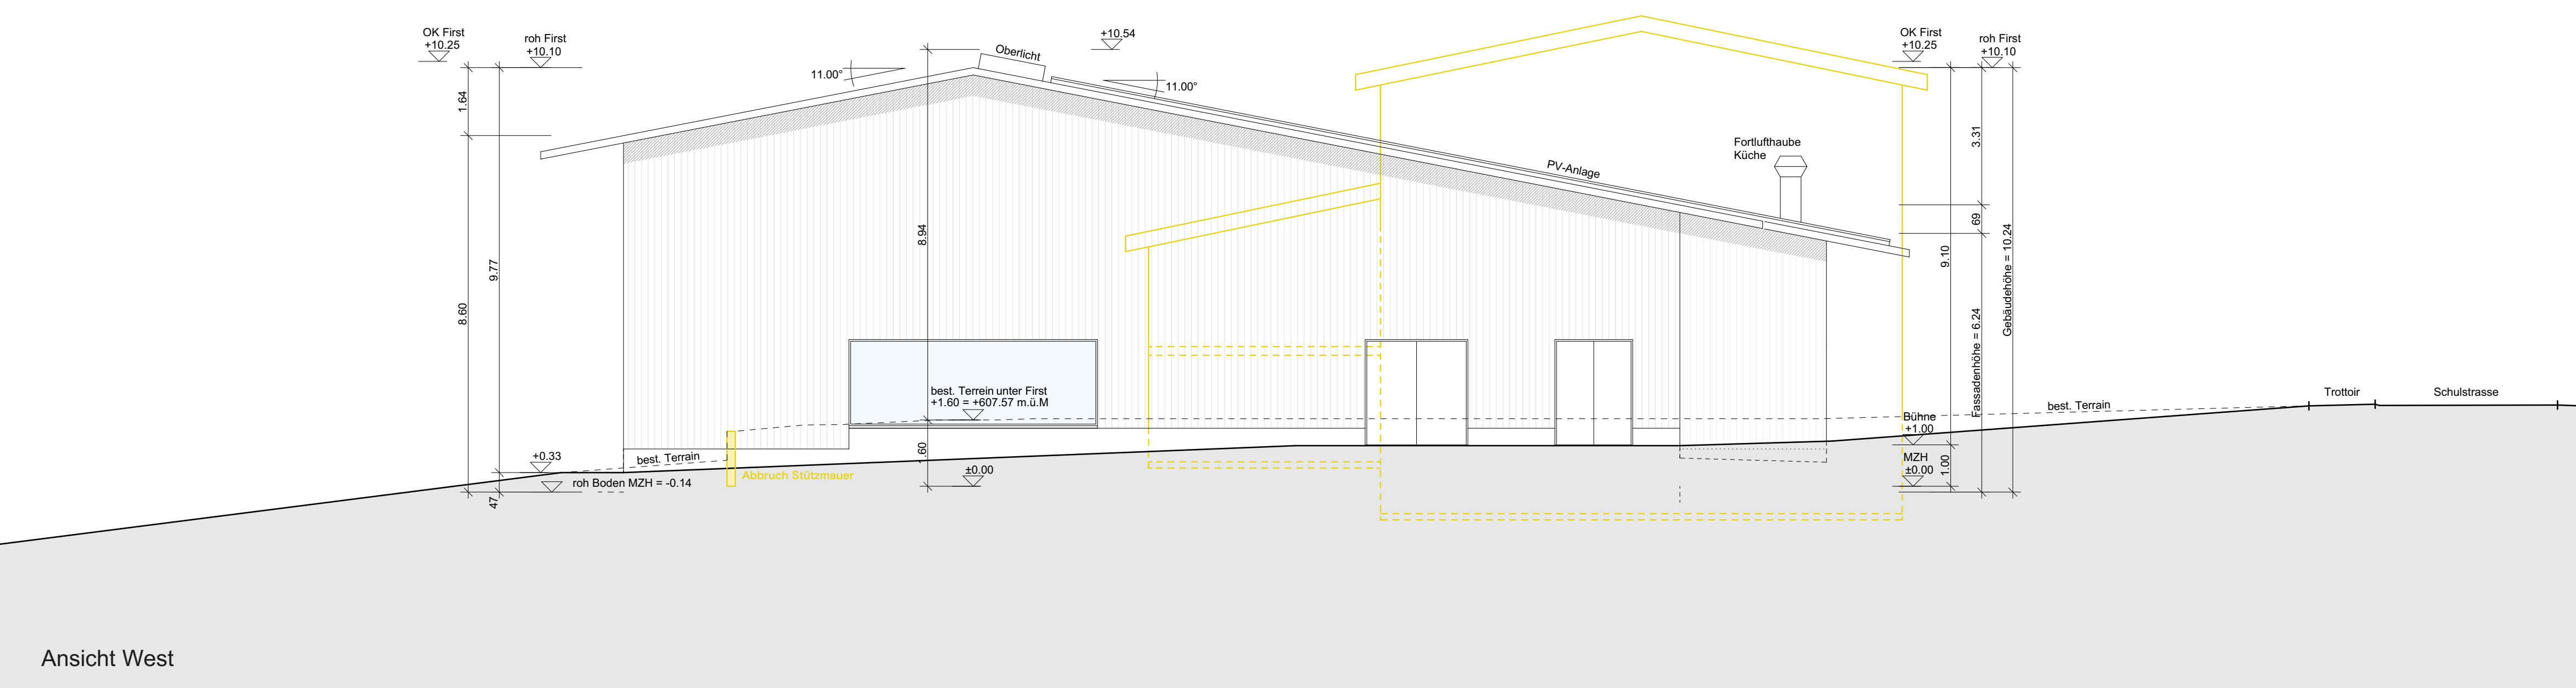 OK First
+10.25
roh First
+10.10
1.64
8.60
9.77
47
+0.33
roh Boden MZH = -0.14
best. Terrain
Abbruch Stützmauer
11.00°
Oberlicht
+10.54
11.00°
8.94
best. Terrein unter First
+1.60 = +607.57 m.ü.M
.60
±0.00
PV-Anlage
Fortlufthaube
Küche
OK First
+10.25
roh First
+10.10
3.31
69
9.10
Fassadenhöhe = 6.24
Gebäudehöhe = 10.24
Bühne
+1.00
MZH
±0.00
1.00
best. Terrain
Trottoir
Schulstrasse
Ansicht West